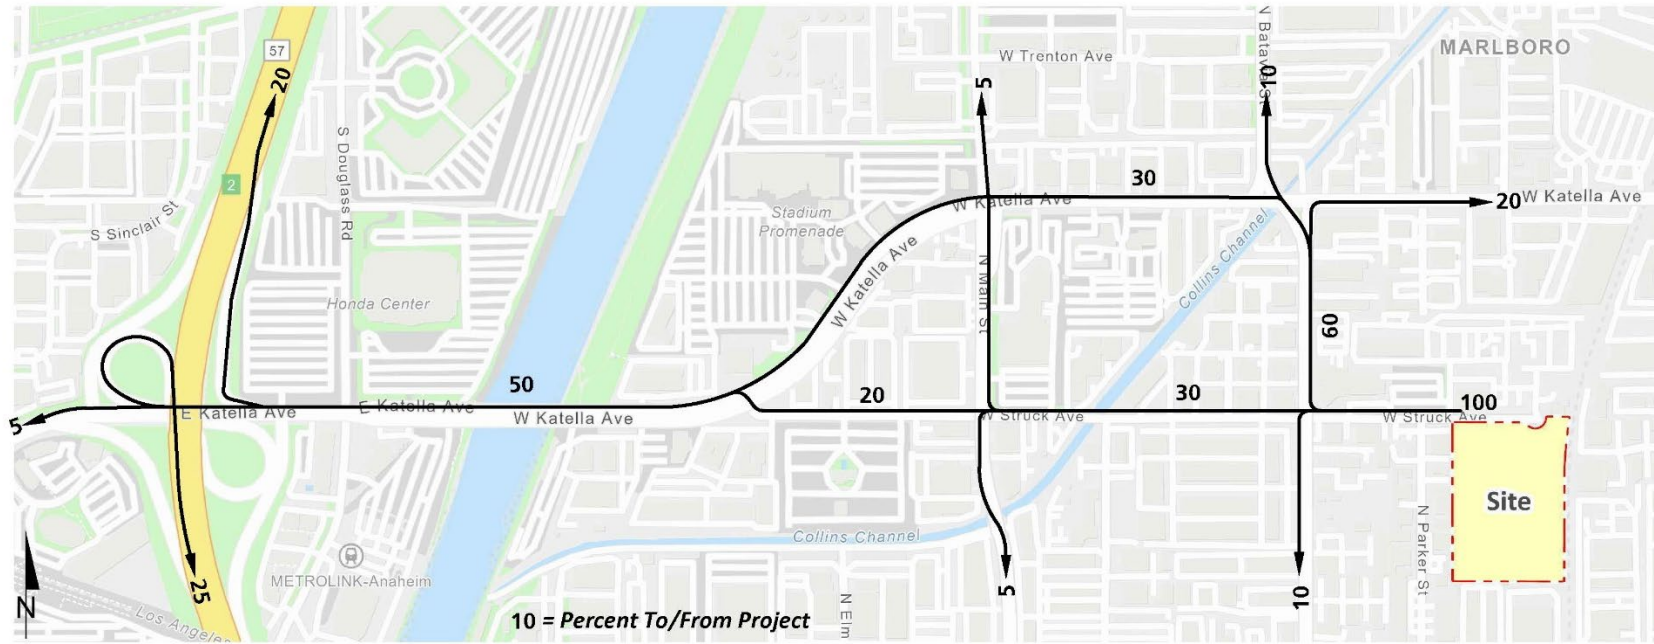 57
20
S Douglass Rd
2
S Sinclair St
Honda Center
5
E Katella Ave
E Katella Ave
50
W Katella Ave
25
METROLINK-Anaheim
Los Angeles
N
Stadium
Promenade
W Katella Ave
W Katella Ave
5
W Trenton Ave
N Batavia St
10
MARLBORO
30
20
W Katella Ave
Collins Channel
N Main St
60
20
30
W Struck Ave
W Struck Ave
100
Site
N Parker St
Collins Channel
N Elm
5
10
10 = Percent To/From Project